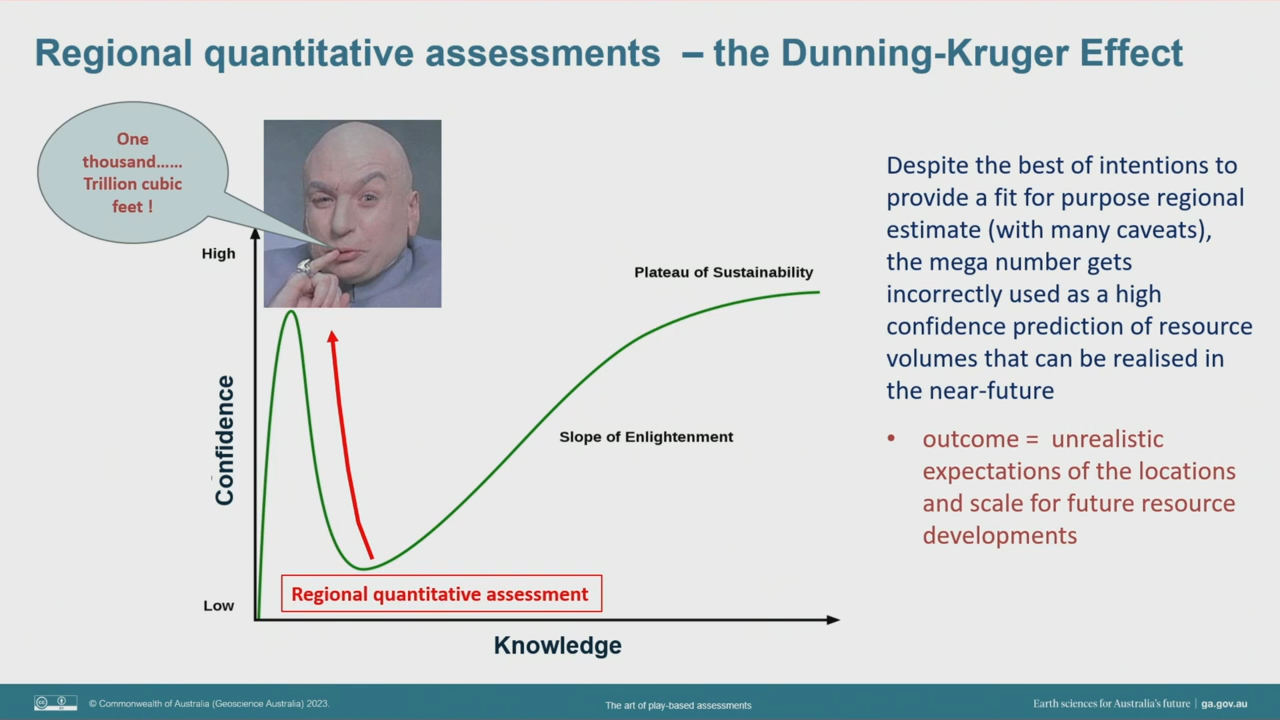 Regional quantitative assessments – the Dunning-Kruger Effect
One
thousand......
Trillion cubic
feet !
High
Confidence
Low
Plateau of Sustainability
Slope of Enlightenment
Regional quantitative assessment
Knowledge
Despite the best of intentions to
provide a fit for purpose regional
estimate (with many caveats),
the mega number gets
incorrectly used as a high
confidence prediction of resource
volumes that can be realised in
the near-future
• outcome = unrealistic
expectations of the locations
and scale for future resource
developments
© Commonwealth of Australia (Geoscience Australia) 2023.
The art of play-based assessments
Earth sciences for Australia's future | ga.gov.au